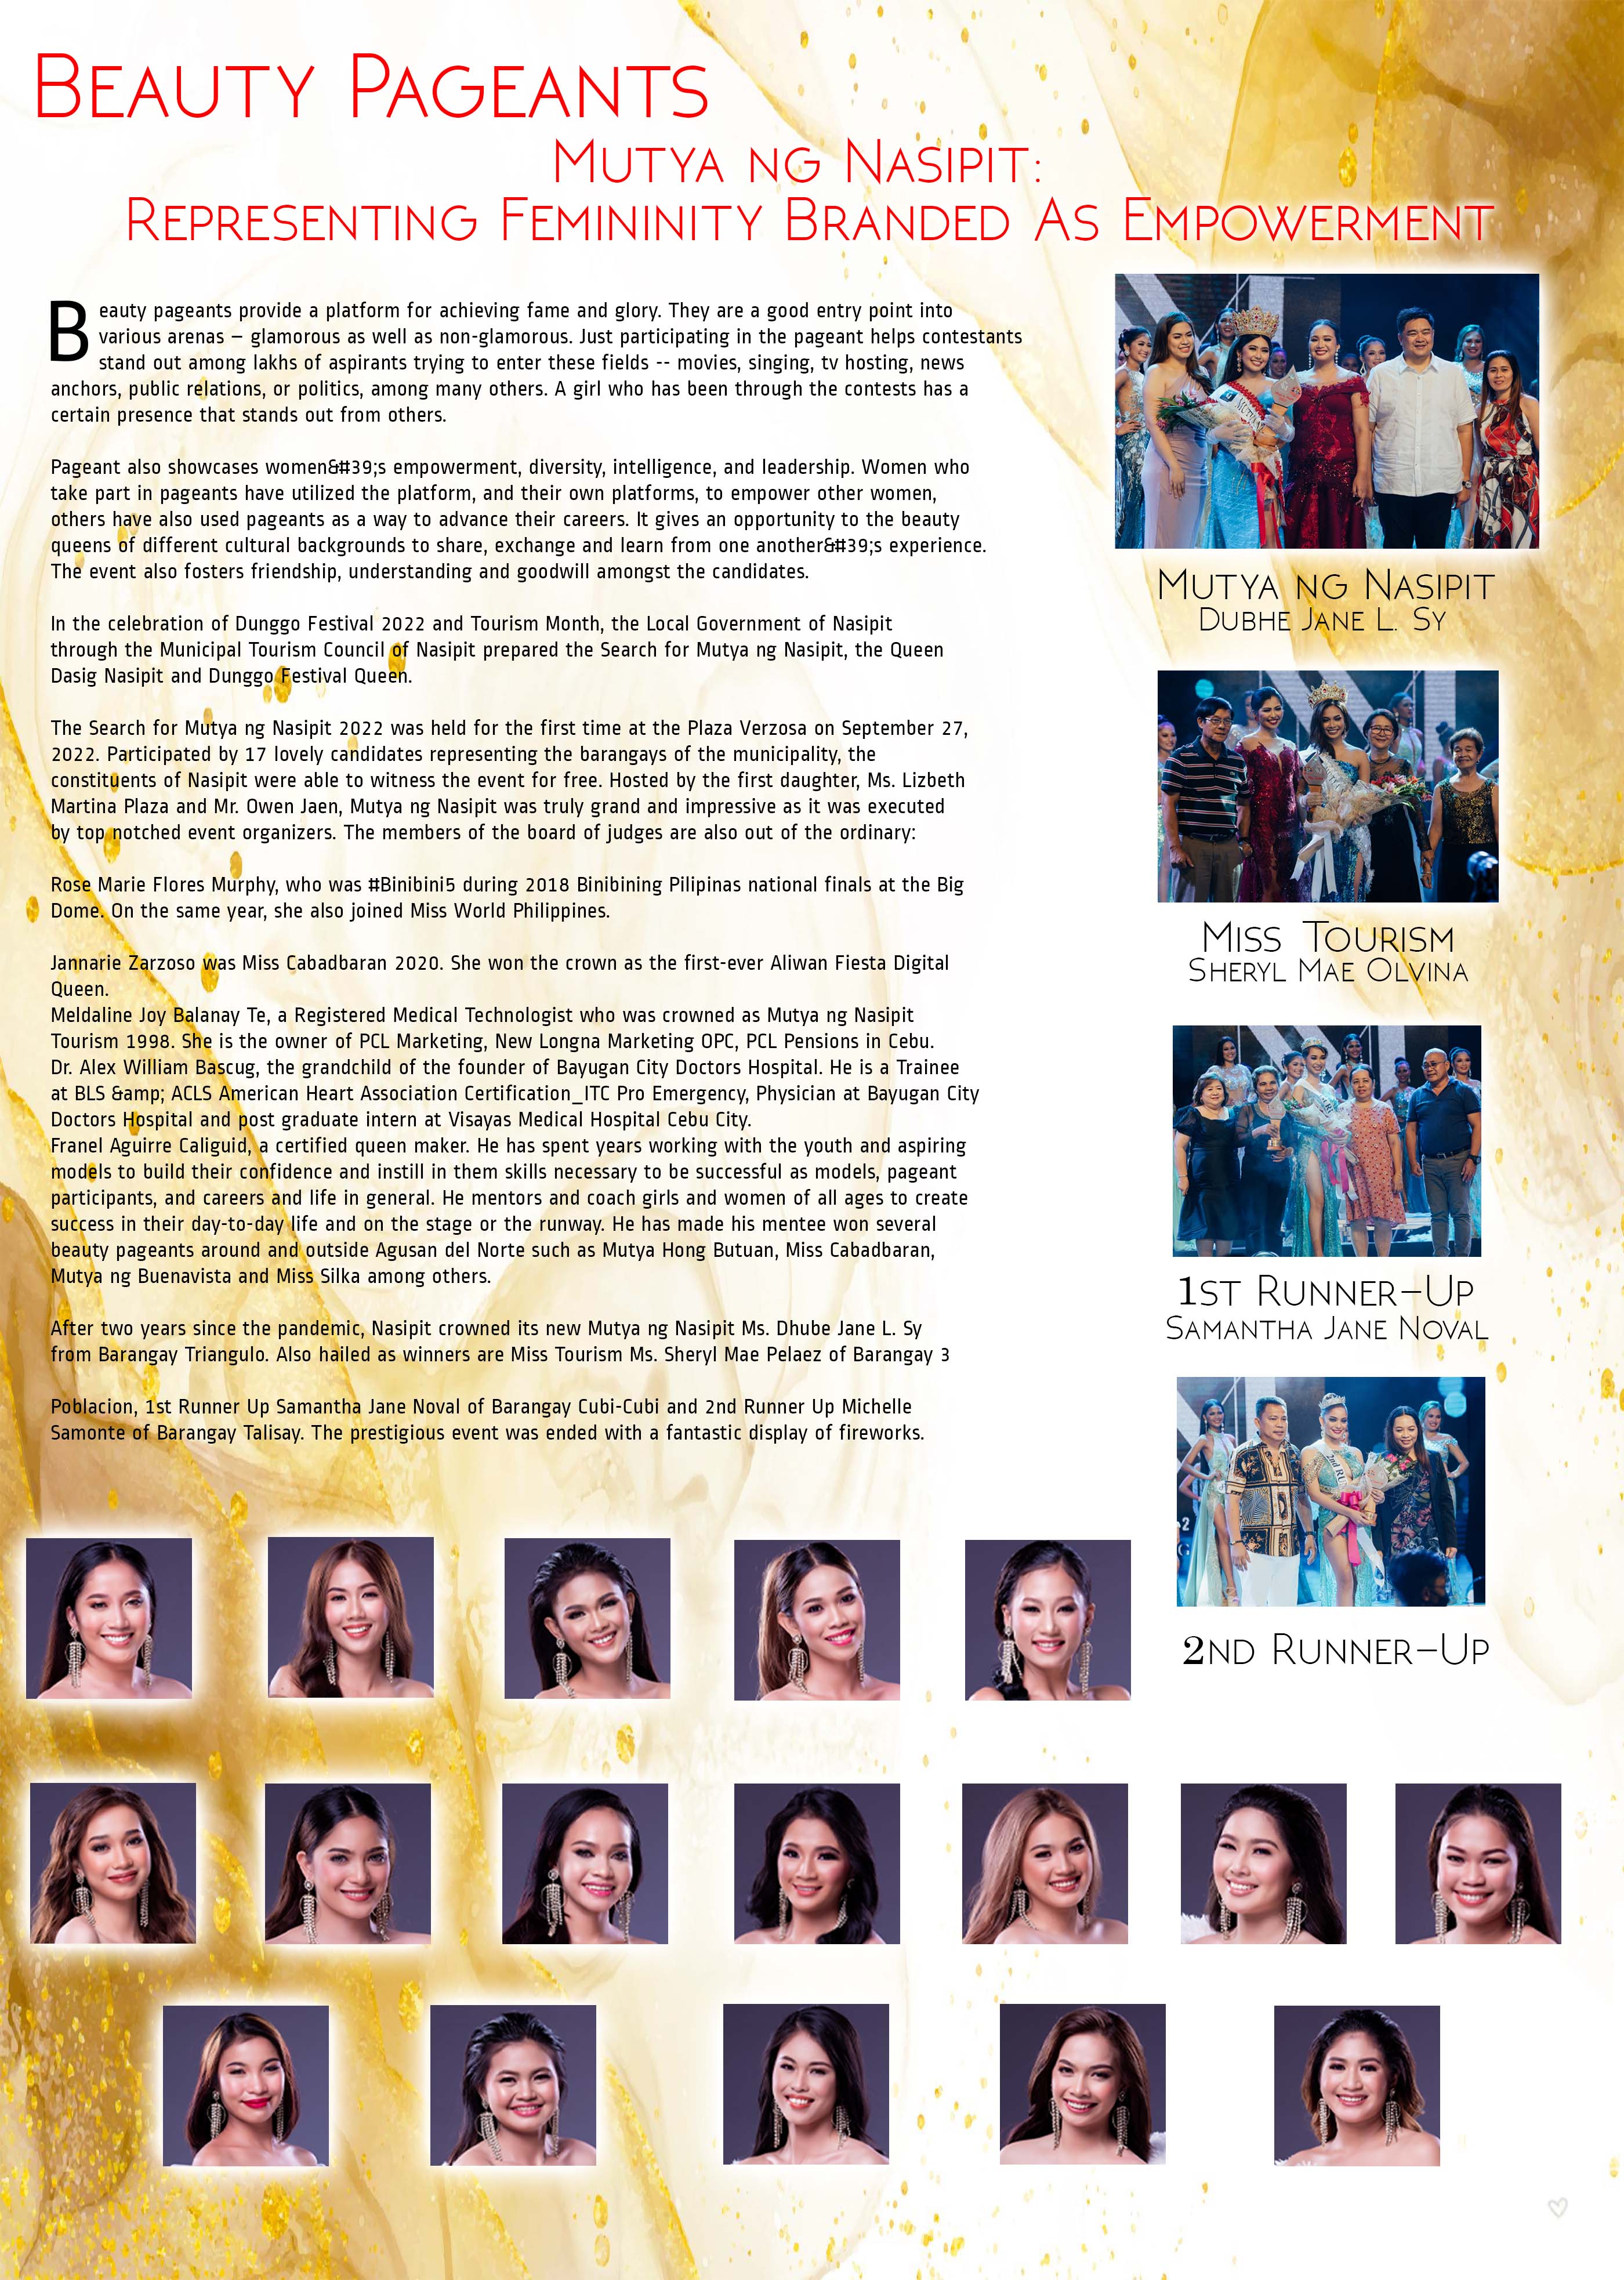 Beauty Pageants
Mutya ng Nasipit:
Representing Femininity Branded As Empowerment
Beauty pageants provide a platform for achieving fame and glory. They are a good entry point into
various arenas – glamorous as well as non-glamorous. Just participating in the pageant helps contestants
stand out among lakhs of aspirants trying to enter these fields -- movies, singing, tv hosting, news
anchors, public relations, or politics, among many others. A girl who has been through the contests has a
certain presence that stands out from others.
Pageant also showcases women&#39;s empowerment, diversity, intelligence, and leadership. Women who
take part in pageants have utilized the platform, and their own platforms, to empower other women,
others have also used pageants as a way to advance their careers. It gives an opportunity to the beauty
queens of different cultural backgrounds to share, exchange and learn from one another&#39;s experience.
The event also fosters friendship, understanding and goodwill amongst the candidates.
In the celebration of Dunggo Festival 2022 and Tourism Month, the Local Government of Nasipit
through the Municipal Tourism Council of Nasipit prepared the Search for Mutya ng Nasipit, the Queen
Dasig Nasipit and Dunggo Festival Queen.
The Search for Mutya ng Nasipit 2022 was held for the first time at the Plaza Verzosa on September 27,
2022. Participated by 17 lovely candidates representing the barangays of the municipality, the
constituents of Nasipit were able to witness the event for free. Hosted by the first daughter, Ms. Lizbeth
Martina Plaza and Mr. Owen Jaen, Mutya ng Nasipit was truly grand and impressive as it was executed
by top notched event organizers. The members of the board of judges are also out of the ordinary:
Rose Marie Flores Murphy, who was #Binibini5 during 2018 Binibining Pilipinas national finals at the Big
Dome. On the same year, she also joined Miss World Philippines.
Jannarie Zarzoso was Miss Cabadbaran 2020. She won the crown as the first-ever Aliwan Fiesta Digital
Queen.
Meldaline Joy Balanay Te, a Registered Medical Technologist who was crowned as Mutya ng Nasipit
Tourism 1998. She is the owner of PCL Marketing, New Longna Marketing OPC, PCL Pensions in Cebu.
Dr. Alex William Bascug, the grandchild of the founder of Bayugan City Doctors Hospital. He is a Trainee
at BLS &amp; ACLS American Heart Association Certification_ITC Pro Emergency, Physician at Bayugan City
Doctors Hospital and post graduate intern at Visayas Medical Hospital Cebu City.
Franel Aguirre Caliguid, a certified queen maker. He has spent years working with the youth and aspiring
models to build their confidence and instill in them skills necessary to be successful as models, pageant
participants, and careers and life in general. He mentors and coach girls and women of all ages to create
success in their day-to-day life and on the stage or the runway. He has made his mentee won several
beauty pageants around and outside Agusan del Norte such as Mutya Hong Butuan, Miss Cabadbaran,
Mutya ng Buenavista and Miss Silka among others.
After two years since the pandemic, Nasipit crowned its new Mutya ng Nasipit Ms. Dhube Jane L. Sy
from Barangay Triangulo. Also hailed as winners are Miss Tourism Ms. Sheryl Mae Pelaez of Barangay 3
Poblacion, 1st Runner Up Samantha Jane Noval of Barangay Cubi-Cubi and 2nd Runner Up Michelle
Samonte of Barangay Talisay. The prestigious event was ended with a fantastic display of fireworks.
Mutya ng Nasipit
Dubhe Jane L. Sy
Miss Tourism
Sheryl Mae Olvina
1st Runner-Up
Samantha Jane Noval
2nd RU
2nd Runner-Up